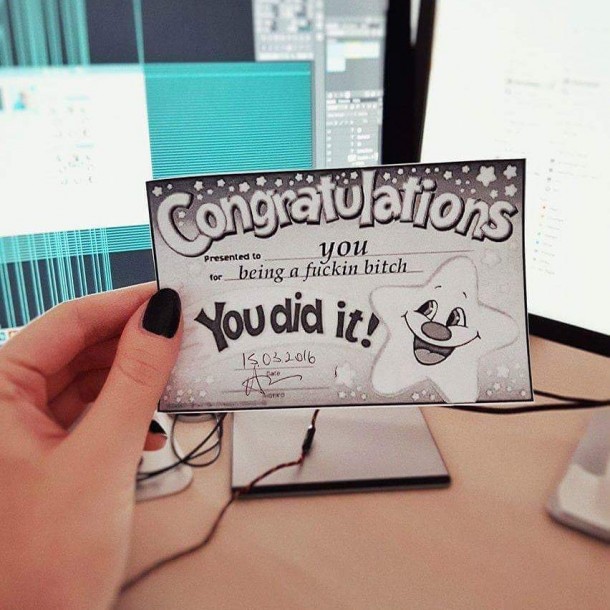 Congratulations
Presented to you
for being a fuckin bitch
You did it!
15.03.2016
Date